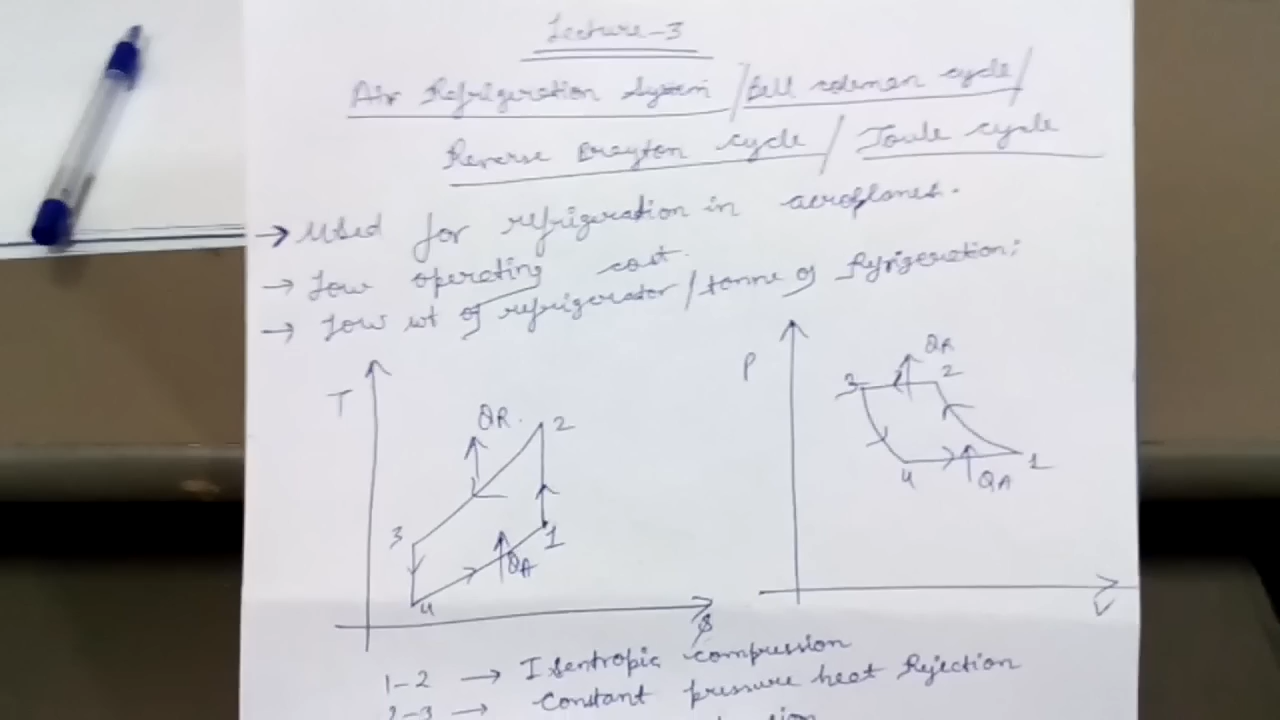 Lecture-3
Air Refrigeration System / Bell coleman cycle /
Reverse Brayton cycle / Joule cycle
→ Used for refrigeration in aeroplanes.
→ Low operating cost.
→ Low wt of refrigerator / tonne of Refrigeration;
T
QR.
2
3
1
QA
4
S
P
QR
3
2
4
QA
1
V
1-2 → Isentropic compression
2-3 → Constant pressure heat Rejection